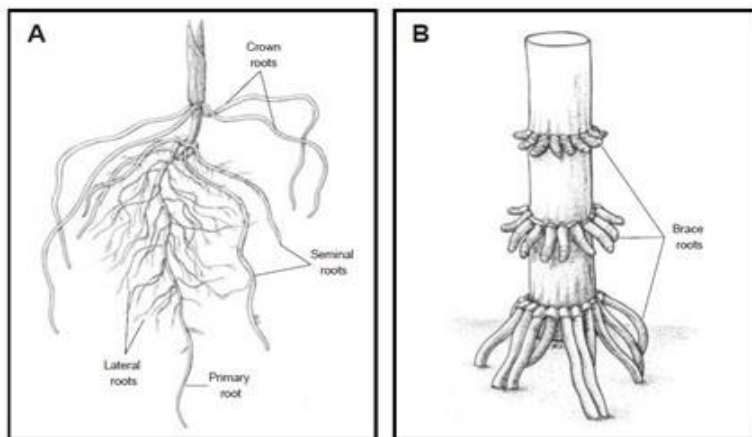 A
Crown
roots
Seminal
roots
Lateral
roots
Primary
root
B
Brace
roots